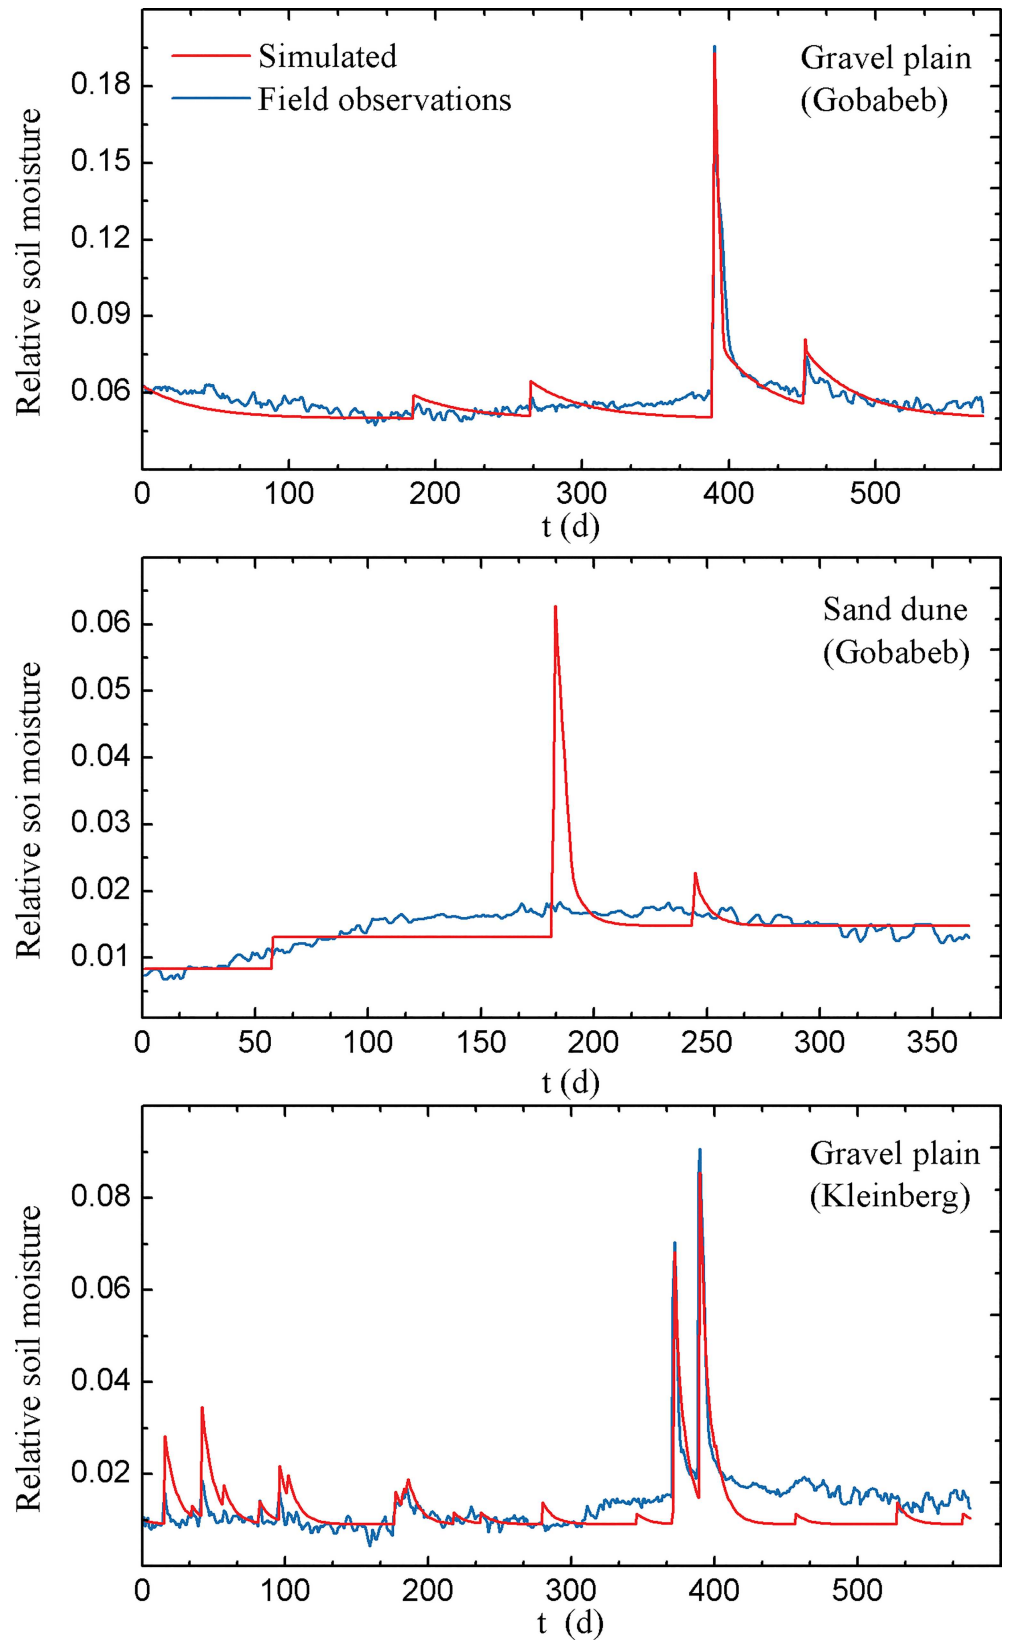 Simulated
Field observations
Gravel plain
(Gobabeb)
Relative soil moisture
0.18
0.15
0.12
0.09
0.06
0 100 200 300 400 500
t (d)
Sand dune
(Gobabeb)
Relative soi moisture
0.06
0.05
0.04
0.03
0.02
0.01
0 50 100 150 200 250 300 350
t (d)
Gravel plain
(Kleinberg)
Relative soil moisture
0.08
0.06
0.04
0.02
0 100 200 300 400 500
t (d)